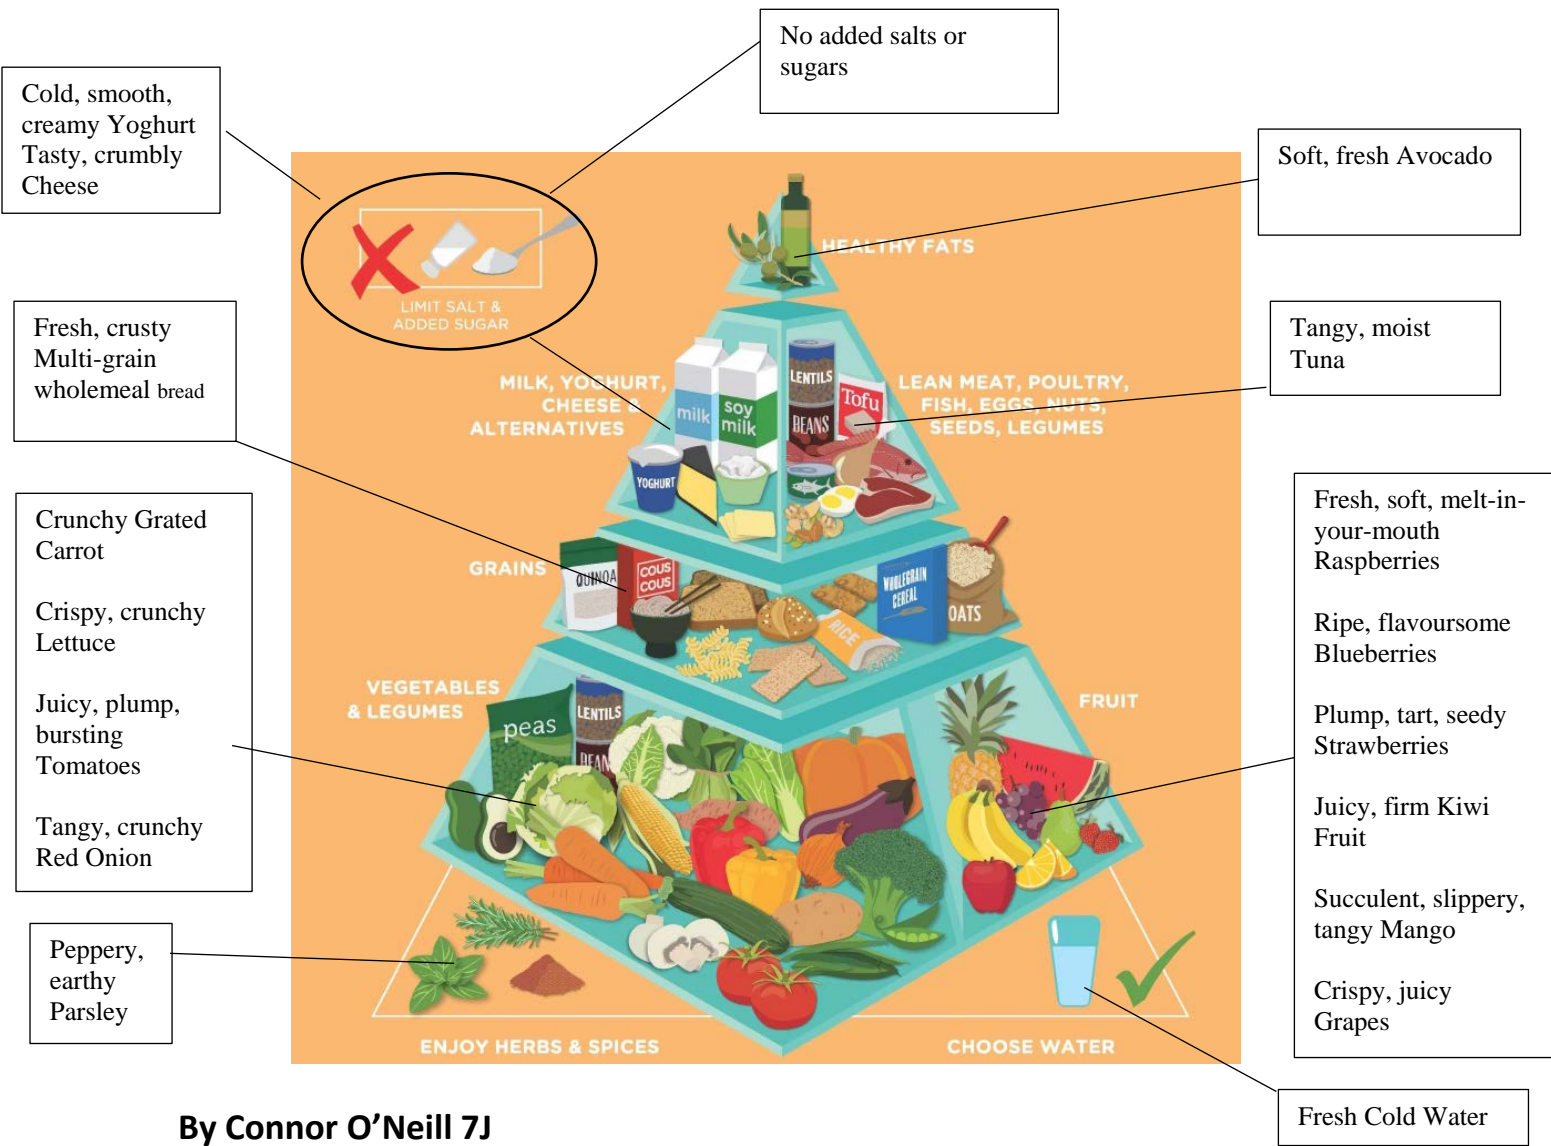 No added salts or
sugars
Cold, smooth,
creamy Yoghurt
Tasty, crumbly
Cheese
Soft, fresh Avocado
HEALTHY FATS
LIMIT SALT &
ADDED SUGAR
Fresh, crusty
Multi-grain
wholemeal bread
Tangy, moist
Tuna
MILK, YOGHURT,
CHEESE &
ALTERNATIVES
milk
soy
milk
YOGHURT
LENTILS
BEANS
Tofu
LEAN MEAT, POULTRY,
FISH, EGGS, NUTS,
SEEDS, LEGUMES
Crunchy Grated
Carrot
Crispy, crunchy
Lettuce
Juicy, plump,
bursting
Tomatoes
Tangy, crunchy
Red Onion
GRAINS
QUINOA
COUS
COUS
RICE
WHOLEGRAIN
CEREAL
OATS
Fresh, soft, melt-in-
your-mouth
Raspberries
Ripe, flavoursome
Blueberries
Plump, tart, seedy
Strawberries
Juicy, firm Kiwi
Fruit
Succulent, slippery,
tangy Mango
Crispy, juicy
Grapes
VEGETABLES
& LEGUMES
peas
LENTILS
BEAN
FRUIT
Peppery,
earthy
Parsley
ENJOY HERBS & SPICES
CHOOSE WATER
Fresh Cold Water
By Connor O'Neill 7J